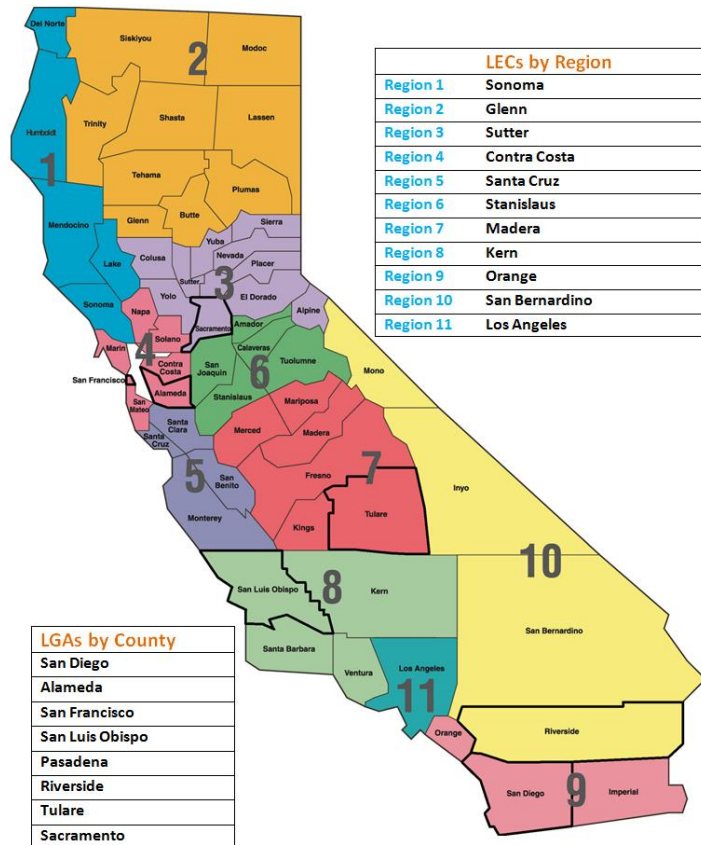 Del Norte
Siskiyou
Modoc
2
Humboldt
Trinity
Shasta
Lassen
1
Tehama
Plumas
Mendocino
Glenn
Butte
Sierra
Lake
Colusa
Yuba
Nevada
Placer
Sutter
3
Sonoma
Yolo
El Dorado
Napa
Sacramento
Alpine
Amador
Solano
Marin
4
Calaveras
Tuolumne
Contra
Costa
San
Joaquin
6
Mono
San Francisco
Alameda
Stanislaus
Mariposa
San
Mateo
Santa
Clara
Merced
Madera
Santa
Cruz
5
San
Benito
Fresno
7
Inyo
Monterey
Kings
Tulare
10
San Luis Obispo
8
Kern
San Bernardino
Santa Barbara
Ventura
Los Angeles
11
Orange
Riverside
San Diego
9
Imperial
LECs by Region
Region 1 Sonoma
Region 2 Glenn
Region 3 Sutter
Region 4 Contra Costa
Region 5 Santa Cruz
Region 6 Stanislaus
Region 7 Madera
Region 8 Kern
Region 9 Orange
Region 10 San Bernardino
Region 11 Los Angeles
LGAs by County
San Diego
Alameda
San Francisco
San Luis Obispo
Pasadena
Riverside
Tulare
Sacramento